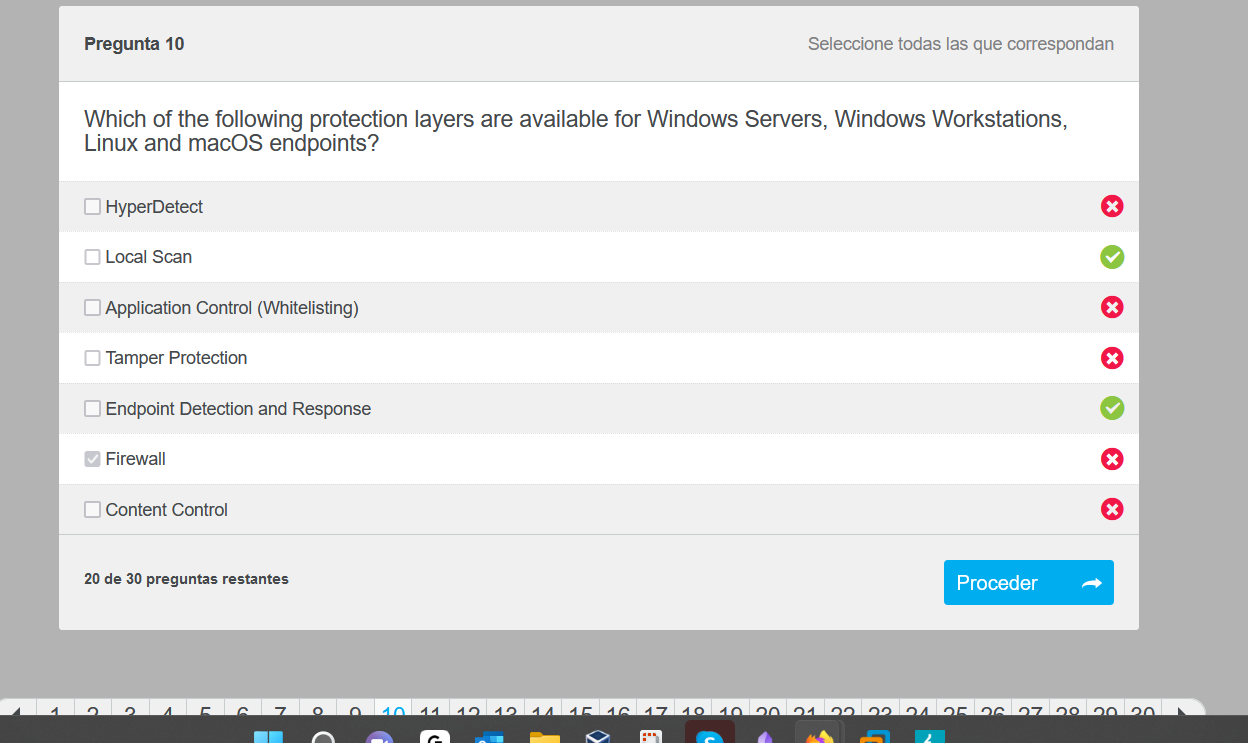 Pregunta 10
Seleccione todas las que correspondan
Which of the following protection layers are available for Windows Servers, Windows Workstations,
Linux and macOS endpoints?
HyperDetect
Local Scan
Application Control (Whitelisting)
Tamper Protection
Endpoint Detection and Response
Firewall
Content Control
20 de 30 preguntas restantes
Proceder
1 2 3 4 5 6 7 8 9 10 11 12 13 14 15 16 17 18 19 20 21 22 23 24 25 26 27 28 29 30